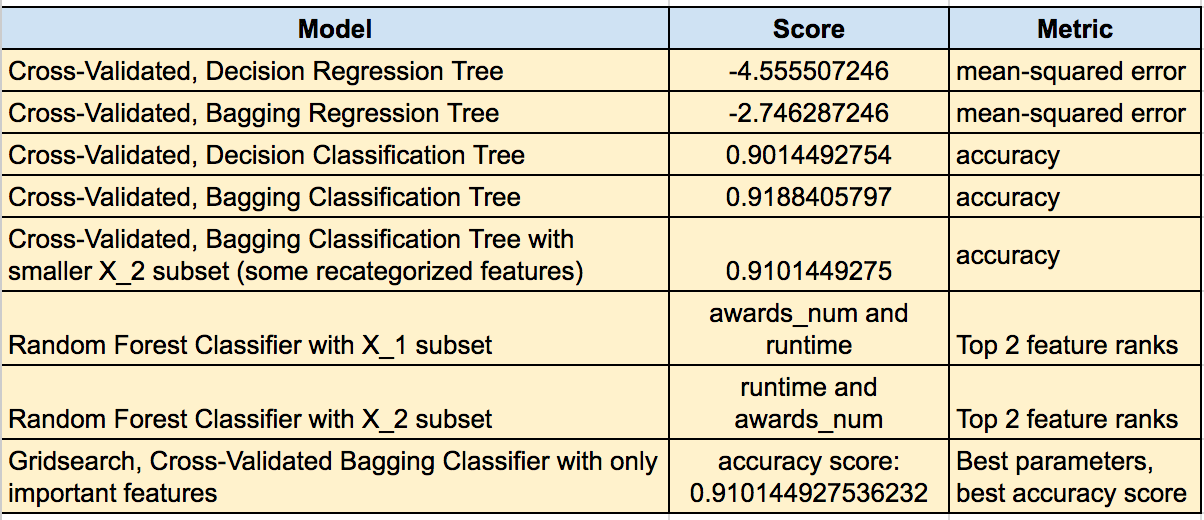 Model Score Metric
Cross-Validated, Decision Regression Tree -4.555507246 mean-squared error
Cross-Validated, Bagging Regression Tree -2.746287246 mean-squared error
Cross-Validated, Decision Classification Tree 0.9014492754 accuracy
Cross-Validated, Bagging Classification Tree 0.9188405797 accuracy
Cross-Validated, Bagging Classification Tree with
smaller X_2 subset (some recategorized features) 0.9101449275 accuracy
Random Forest Classifier with X_1 subset
awards_num and
runtime
Top 2 feature ranks
Random Forest Classifier with X_2 subset
runtime and
awards_num
Top 2 feature ranks
Gridsearch, Cross-Validated Bagging Classifier with only
important features
accuracy score:
0.910144927536232
Best parameters,
best accuracy score